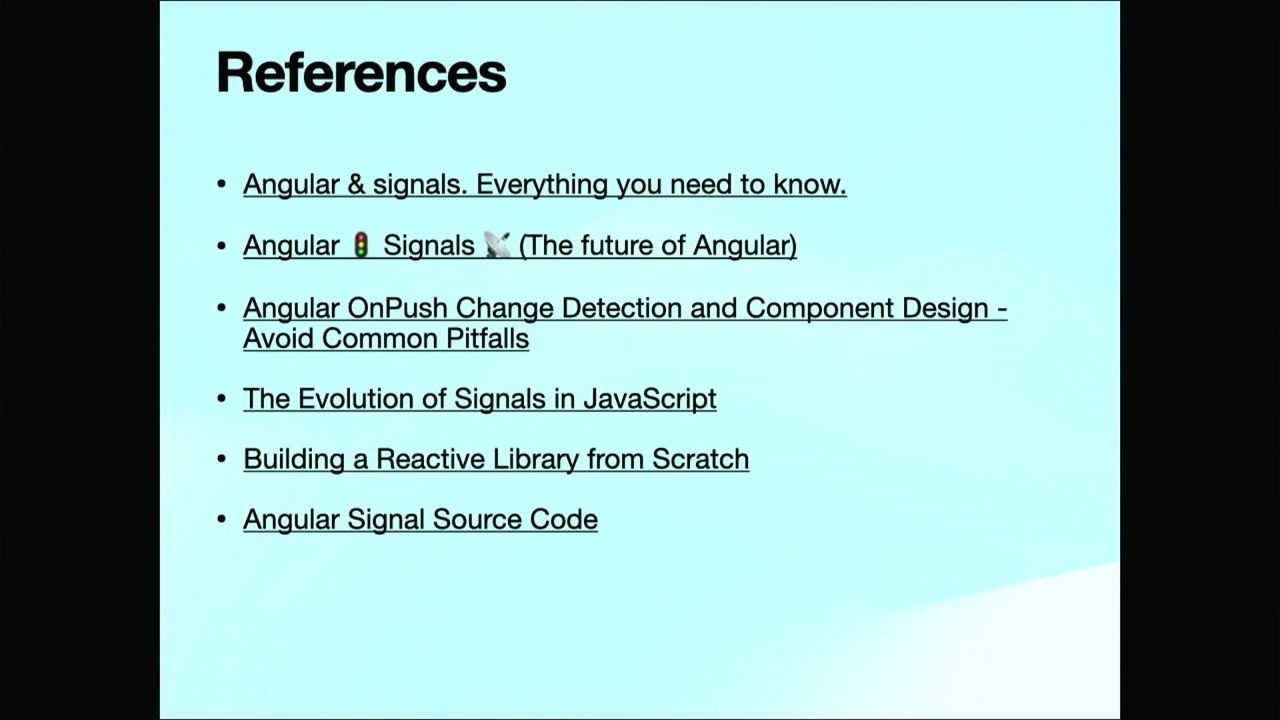 References
• Angular & signals. Everything you need to know.
• Angular 🚦 Signals 📡 (The future of Angular)
• Angular OnPush Change Detection and Component Design -
Avoid Common Pitfalls
• The Evolution of Signals in JavaScript
• Building a Reactive Library from Scratch
• Angular Signal Source Code